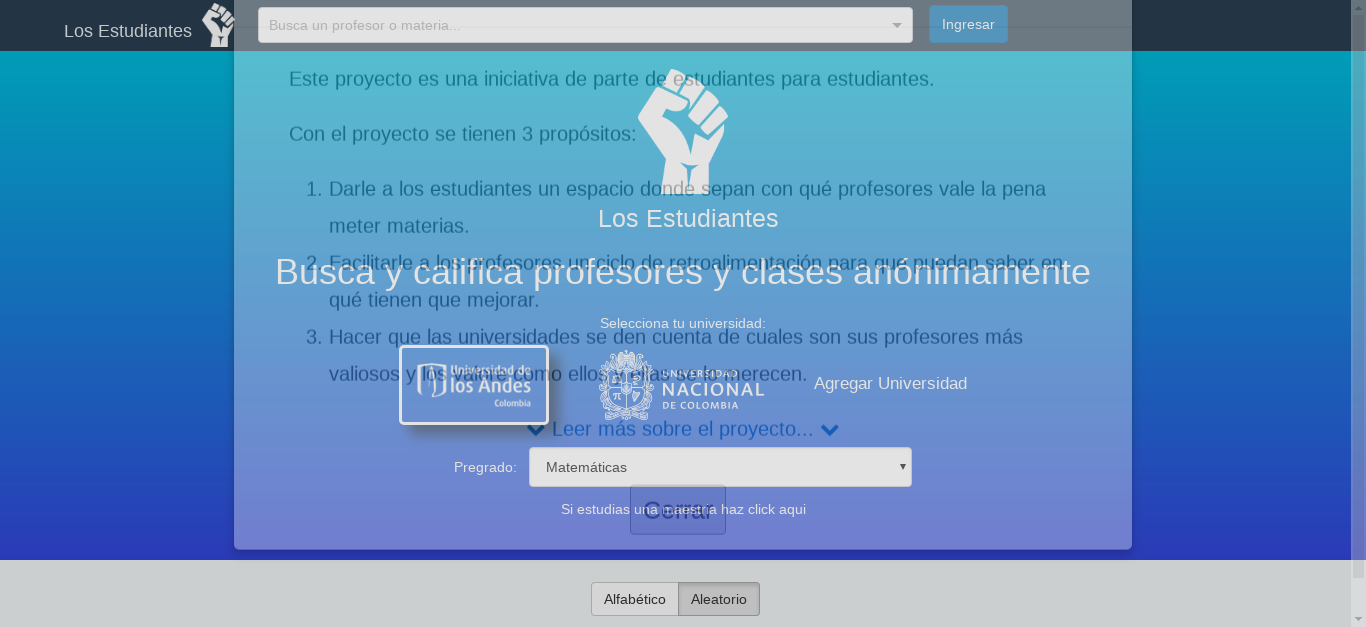 Los Estudiantes
Busca un profesor o materia...
Ingresar
Este proyecto es una iniciativa de parte de estudiantes para estudiantes.
Con el proyecto se tienen 3 propósitos:
1. Darle a los estudiantes un espacio donde sepan con qué profesores vale la pena
meter materias.
Los Estudiantes
2. Facilitarle a los profesores un ciclo de retroalimentación para que puedan saber en
Busca y califica profesores y clases anónimamente
qué tienen que mejorar.
Selecciona tu universidad:
3. Hacer que las universidades se den cuenta de cuales son sus profesores más
valiosos y los valore como ellos y ellas se lo merecen.
Universidad de
los Andes
Colombia
UNIVERSIDAD
NACIONAL
DE COLOMBIA
Agregar Universidad
Leer más sobre el proyecto...
Pregrado:
Matemáticas
Cerrar
Si estudias una maestria haz click aqui
Alfabético
Aleatorio